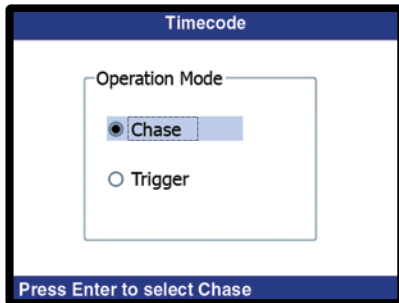 Timecode
Operation Mode
Chase
Trigger
Press Enter to select Chase